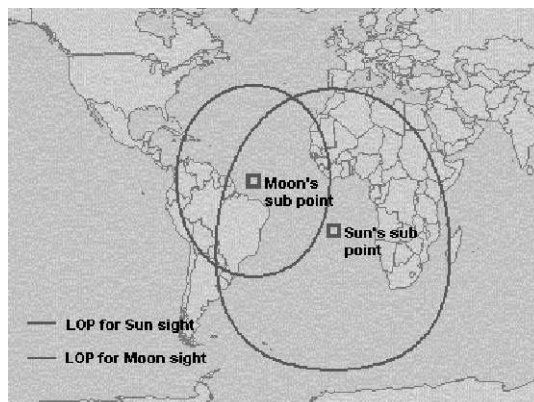 Moon's
sub point
Sun's sub
point
LOP for Sun sight
LOP for Moon sight